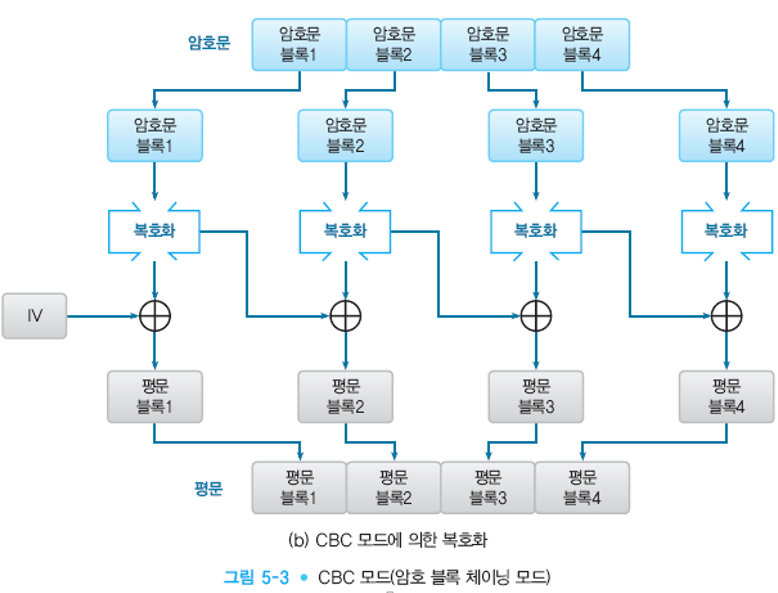 암호문
암호문 암호문 암호문 암호문
블록1 블록2 블록3 블록4
암호문 암호문 암호문 암호문
블록1 블록2 블록3 블록4
복호화 복호화 복호화 복호화
IV
평문 평문 평문 평문
블록1 블록2 블록3 블록4
평문
평문 평문 평문 평문
블록1 블록2 블록3 블록4
(b) CBC 모드에 의한 복호화
그림 5-3 • CBC 모드(암호 블록 체이닝 모드)